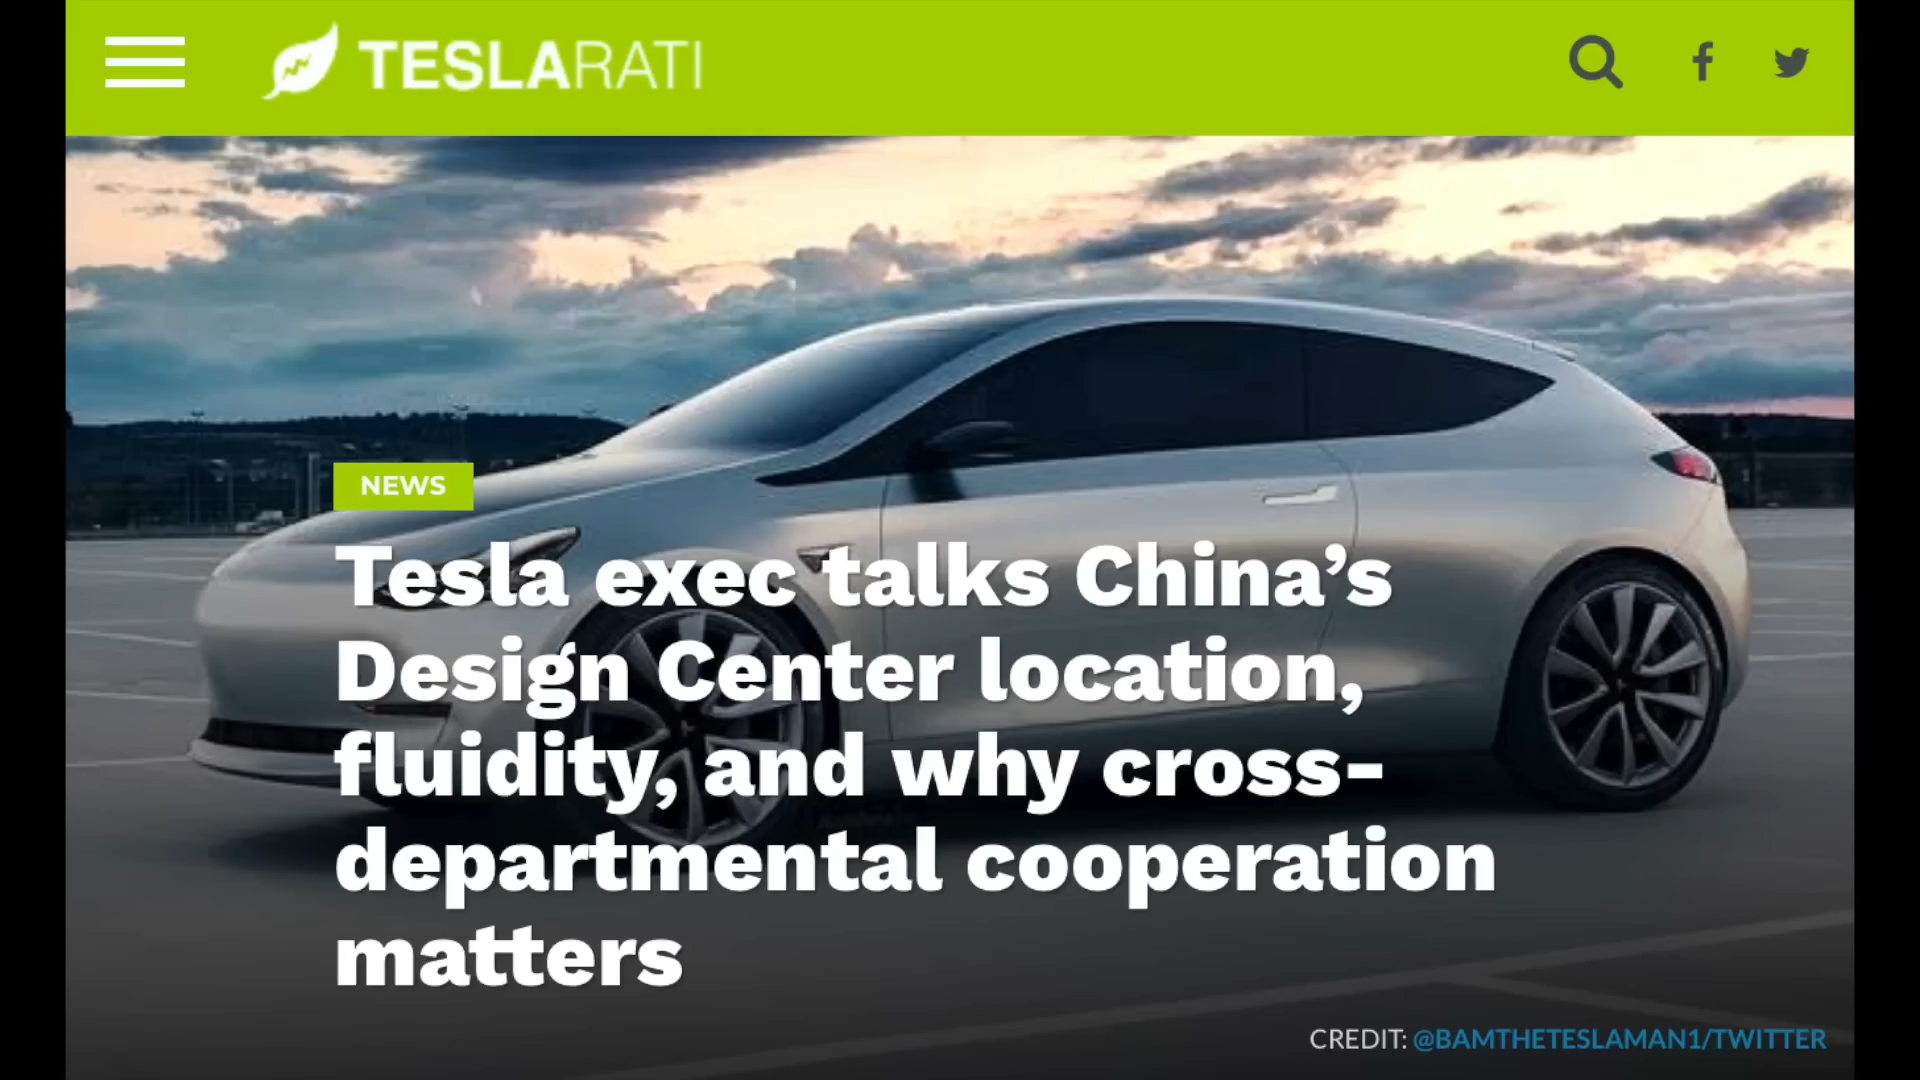 TESLARATI
NEWS
Tesla exec talks China’s
Design Center location,
fluidity, and why cross-
departmental cooperation
matters
CREDIT: @BAMTHETESLAMAN1/TWITTER